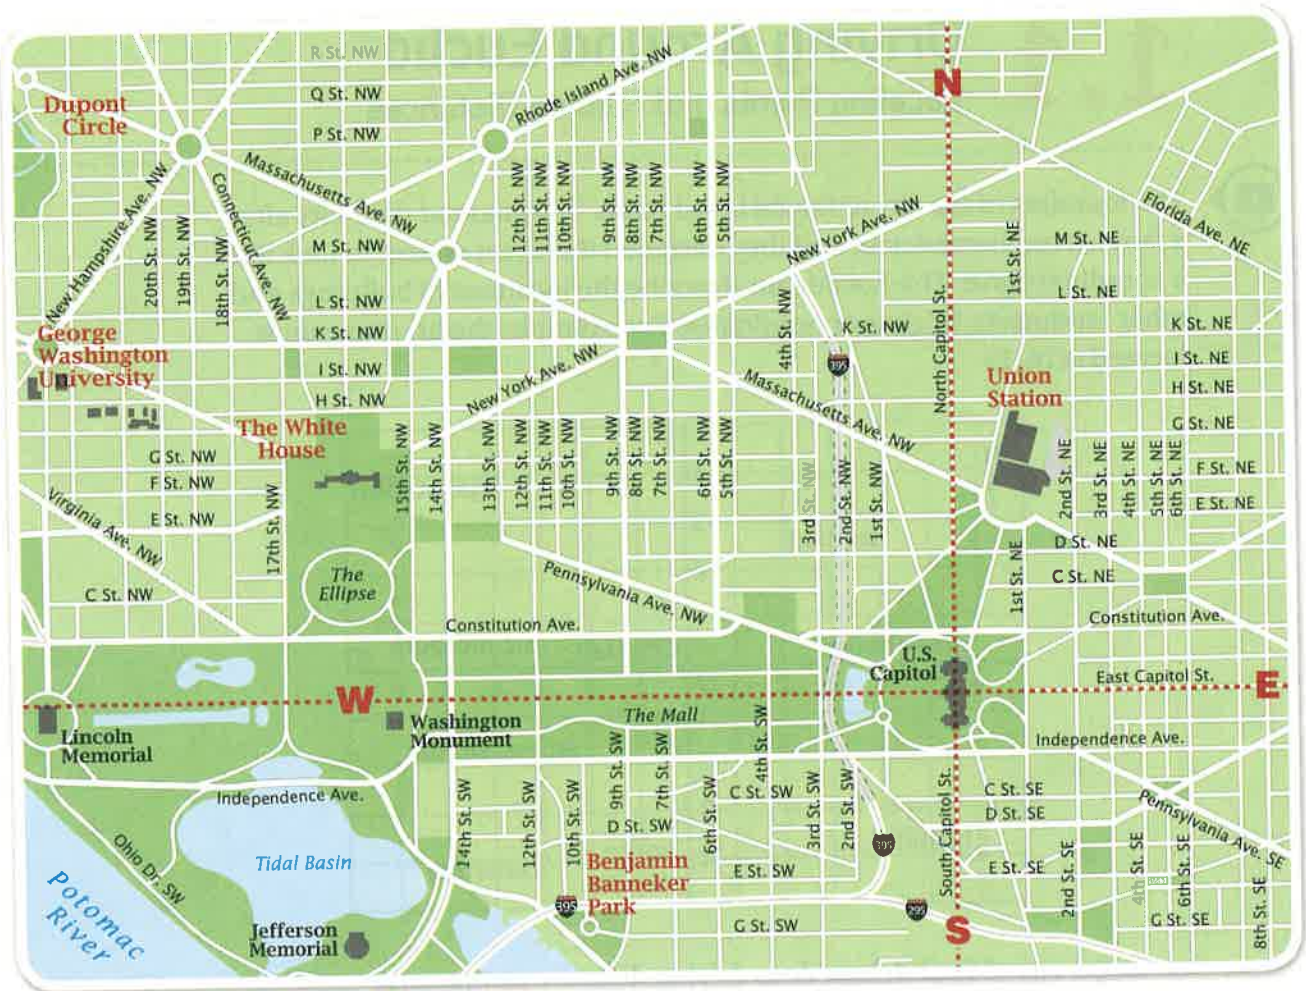 R St. NW
Q St. NW
P St. NW
Rhode Island Ave. NW
N
Dupont
Circle
Massachusetts Ave. NW
New Hampshire Ave. NW
20th St. NW
19th St. NW
18th St. NW
Connecticut Ave. NW
M St. NW
L St. NW
K St. NW
I St. NW
H St. NW
12th St. NW
11th St. NW
10th St. NW
9th St. NW
8th St. NW
7th St. NW
6th St. NW
5th St. NW
New York Ave. NW
4th St. NW
K St. NW
395
North Capitol St.
1st St. NE
M St. NE
L St. NE
Florida Ave. NE
K St. NE
I St. NE
H St. NE
G St. NE
F St. NE
E St. NE
George
Washington
University
The White
House
New York Ave. NW
Massachusetts Ave. NW
Union
Station
G St. NW
F St. NW
E St. NW
Virginia Ave. NW
C St. NW
17th St. NW
15th St. NW
14th St. NW
13th St. NW
12th St. NW
11th St. NW
10th St. NW
9th St. NW
8th St. NW
7th St. NW
6th St. NW
5th St. NW
3rd St. NW
2nd St. NW
1st St. NW
2nd St. NE
3rd St. NE
4th St. NE
5th St. NE
6th St. NE
D St. NE
C St. NE
1st St. NE
The
Ellipse
Pennsylvania Ave. NW
Constitution Ave.
Constitution Ave.
U.S.
Capitol
East Capitol St.
E
W
The Mall
Washington
Monument
Lincoln
Memorial
Independence Ave.
Independence Ave.
14th St. SW
12th St. SW
10th St. SW
9th St. SW
7th St. SW
6th St. SW
4th St. SW
3rd St. SW
2nd St. SW
C St. SW
D St. SW
E St. SW
G St. SW
South Capitol St.
C St. SE
D St. SE
E St. SE
G St. SE
2nd St. SE
4th St. SE
6th St. SE
8th St. SE
Pennsylvania Ave. SE
395
Ohio Dr. SW
Tidal Basin
Potomac
River
Jefferson
Memorial
Benjamin
Banneker
Park
395
295
S